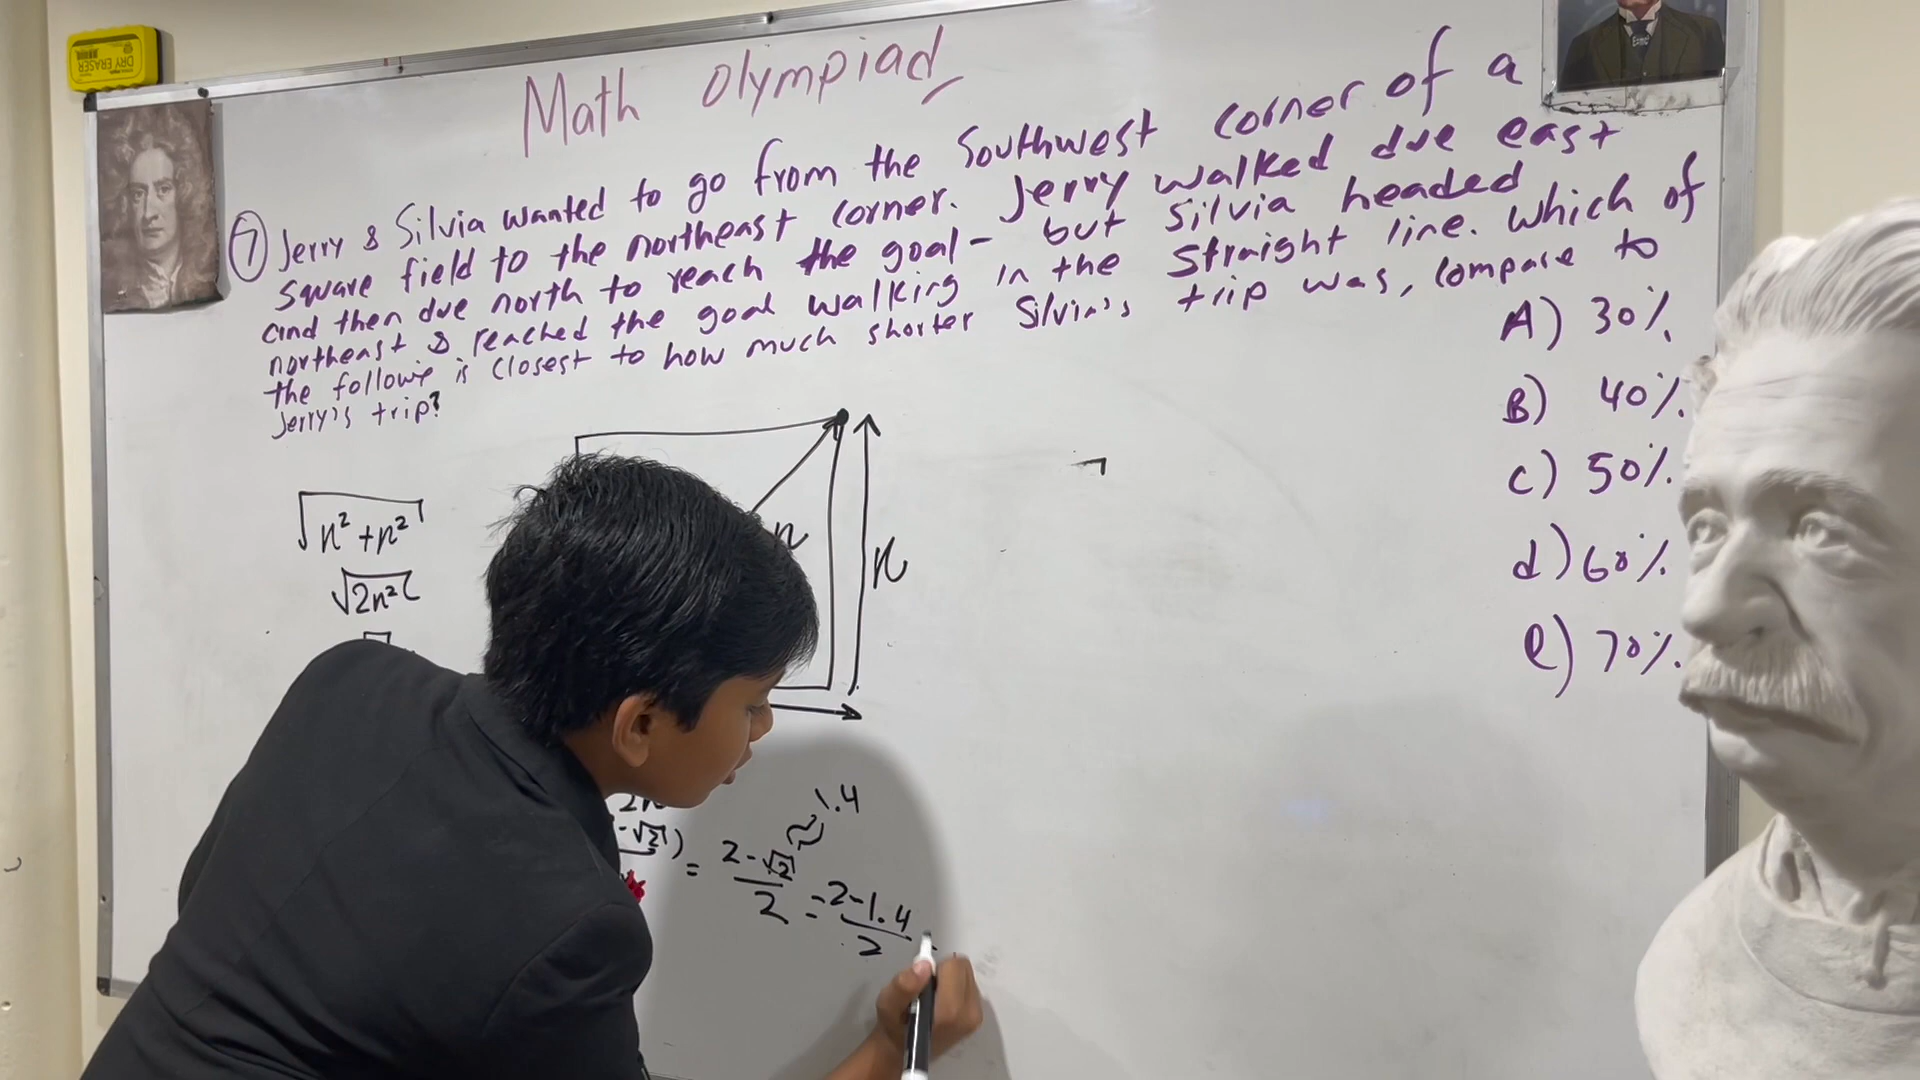 DRY ERASER
Math Olympiad
7 Jerry & Silvia wanted to go from the Southwest corner of a
square field to the northeast corner. Jerry walked due east
and then due north to reach the goal - but Silvia headed
northeast & reached the goal walking in the straight line. Which of
the following is closest to how much shorter Silvia's trip was, compare to
Jerry's trip?
A) 30%
B) 40%
C) 50%
d) 60%
e) 70%
√n²+n²
√2n²
n
n
2n
-√2)
= 2-√2 ≈ 1.4
2
= 2-1.4
2